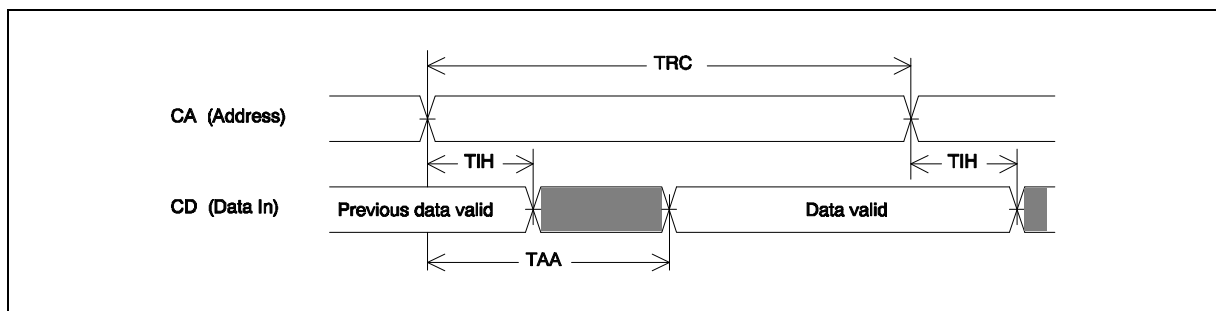 TRC
CA (Address)
TIH
TIH
CD (Data In)
Previous data valid
Data valid
TAA